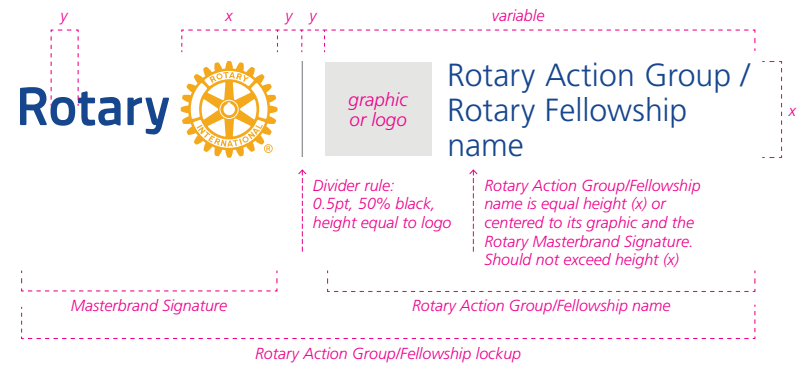 y
x
y
y
variable
Rotary
ROTARY
INTERNATIONAL
®
graphic
or logo
Rotary Action Group /
Rotary Fellowship
name
x
Divider rule:
0.5pt, 50% black,
height equal to logo
Rotary Action Group/Fellowship
name is equal height (x) or
centered to its graphic and the
Rotary Masterbrand Signature.
Should not exceed height (x)
Masterbrand Signature
Rotary Action Group/Fellowship name
Rotary Action Group/Fellowship lockup